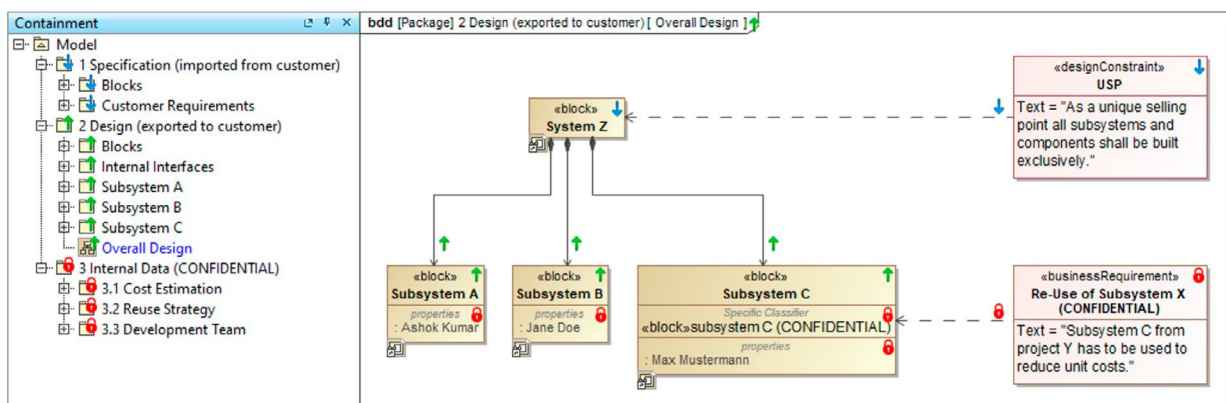 Containment
Model
1 Specification (imported from customer)
Blocks
Customer Requirements
2 Design (exported to customer)
Blocks
Internal Interfaces
Subsystem A
Subsystem B
Subsystem C
Overall Design
3 Internal Data (CONFIDENTIAL)
3.1 Cost Estimation
3.2 Reuse Strategy
3.3 Development Team
bdd [Package] 2 Design (exported to customer) [ Overall Design ]
«block»
System Z
«designConstraint»
USP
Text = "As a unique selling
point all subsystems and
components shall be built
exclusively."
«block»
Subsystem A
properties
: Ashok Kumar
«block»
Subsystem B
properties
: Jane Doe
«block»
Subsystem C
Specific Classifier
«block»subsystem C (CONFIDENTIAL)
properties
: Max Mustermann
«businessRequirement»
Re-Use of Subsystem X
(CONFIDENTIAL)
Text = "Subsystem C from
project Y has to be used to
reduce unit costs."